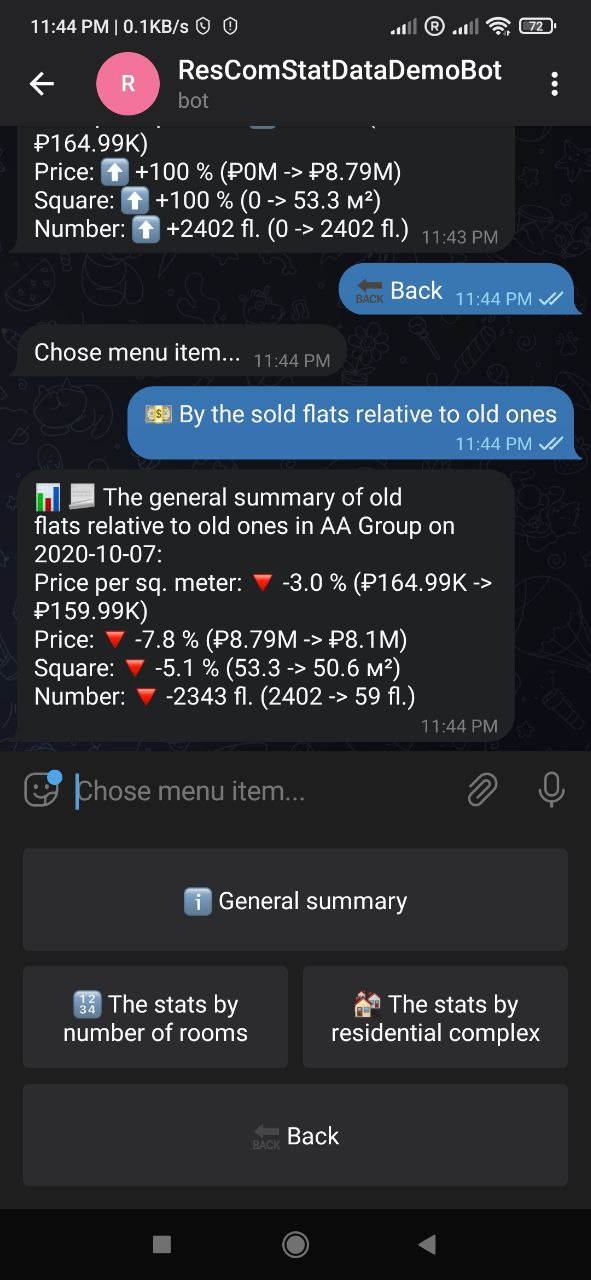 11:44 PM | 0.1KB/s
R
72
R
ResComStatDataDemoBot
bot
₽164.99K)
Price: ⬆️ +100 % (₽0M -> ₽8.79M)
Square: ⬆️ +100 % (0 -> 53.3 м²)
Number: ⬆️ +2402 fl. (0 -> 2402 fl.)
11:43 PM
🔙 Back
11:44 PM
Chose menu item...
11:44 PM
💵 By the sold flats relative to old ones
11:44 PM
📊 📃 The general summary of old
flats relative to old ones in AA Group on
2020-10-07:
Price per sq. meter: 🔻 -3.0 % (₽164.99K ->
₽159.99K)
Price: 🔻 -7.8 % (₽8.79M -> ₽8.1M)
Square: 🔻 -5.1 % (53.3 -> 50.6 м²)
Number: 🔻 -2343 fl. (2402 -> 59 fl.)
11:44 PM
Chose menu item...
ℹ️ General summary
🔢 The stats by
number of rooms
🏘️ The stats by
residential complex
🔙 Back